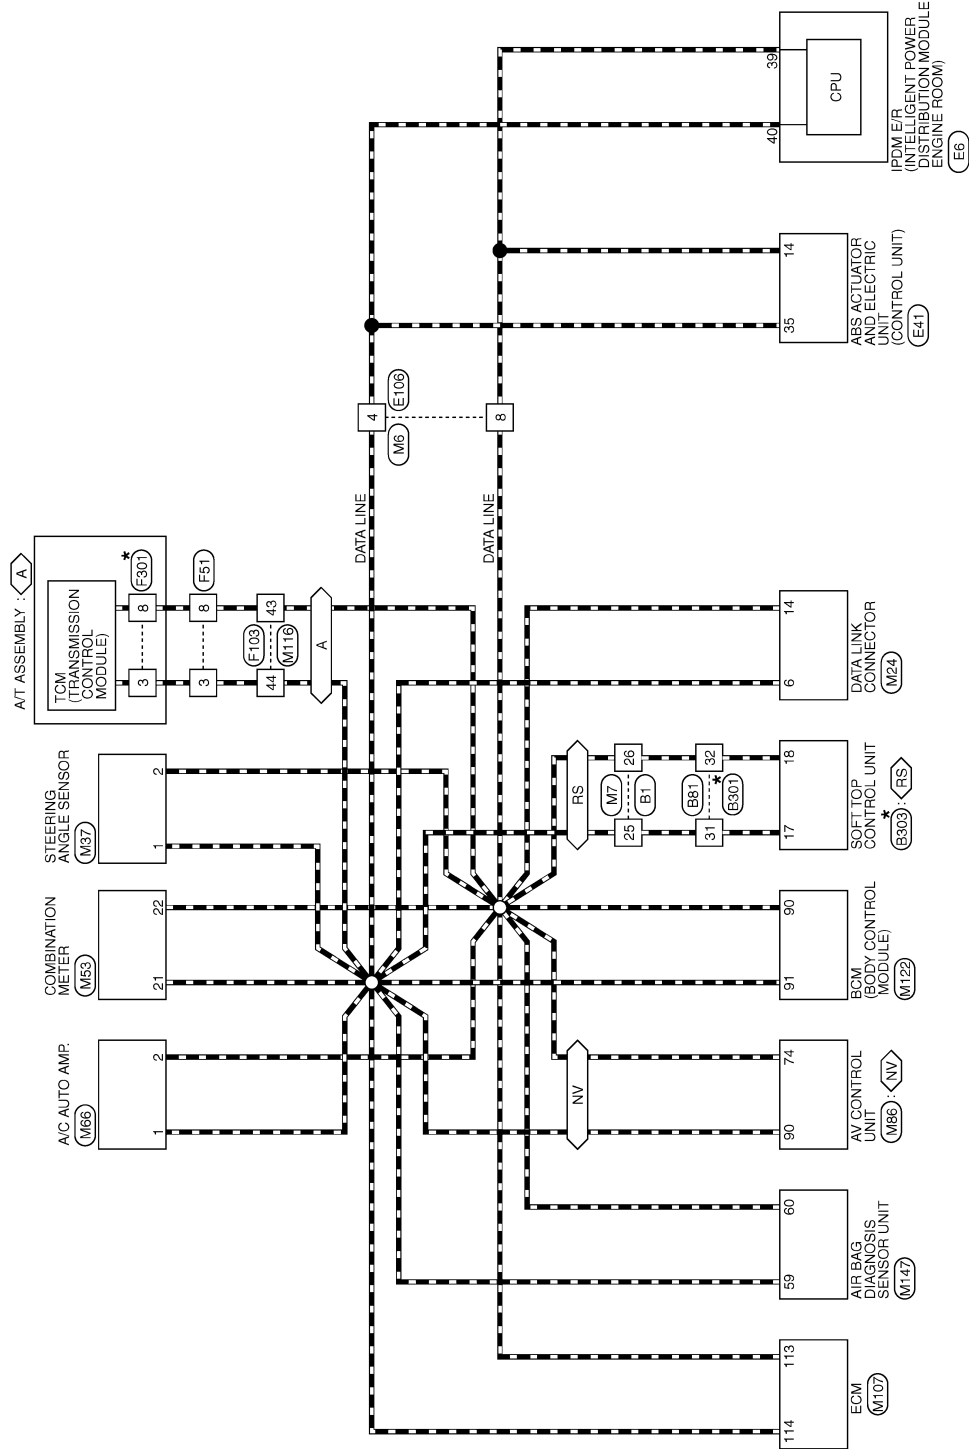 A/T ASSEMBLY : A
TCM
(TRANSMISSION
CONTROL
MODULE)
3
8
*
F301
3
8
F51
44
43
F103
M116
A
STEERING
ANGLE SENSOR
M37
1
2
COMBINATION
METER
M53
21
22
A/C AUTO AMP.
M66
1
2
DATA LINE
DATA LINE
4
8
M6
E106
114
113
ECM
M107
59
60
AIR BAG
DIAGNOSIS
SENSOR UNIT
M147
NV
90
74
AV CONTROL
UNIT
M86 : NV
91
90
BCM
(BODY CONTROL
MODULE)
M122
RS
25
26
M7
B1
31
32
B81
*
B301
17
18
SOFT TOP
CONTROL UNIT
*
B303 : RS
6
14
DATA LINK
CONNECTOR
M24
35
14
ABS ACTUATOR
AND ELECTRIC
UNIT
(CONTROL UNIT)
E41
40
39
CPU
IPDM E/R
(INTELLIGENT POWER
DISTRIBUTION MODULE
ENGINE ROOM)
E6